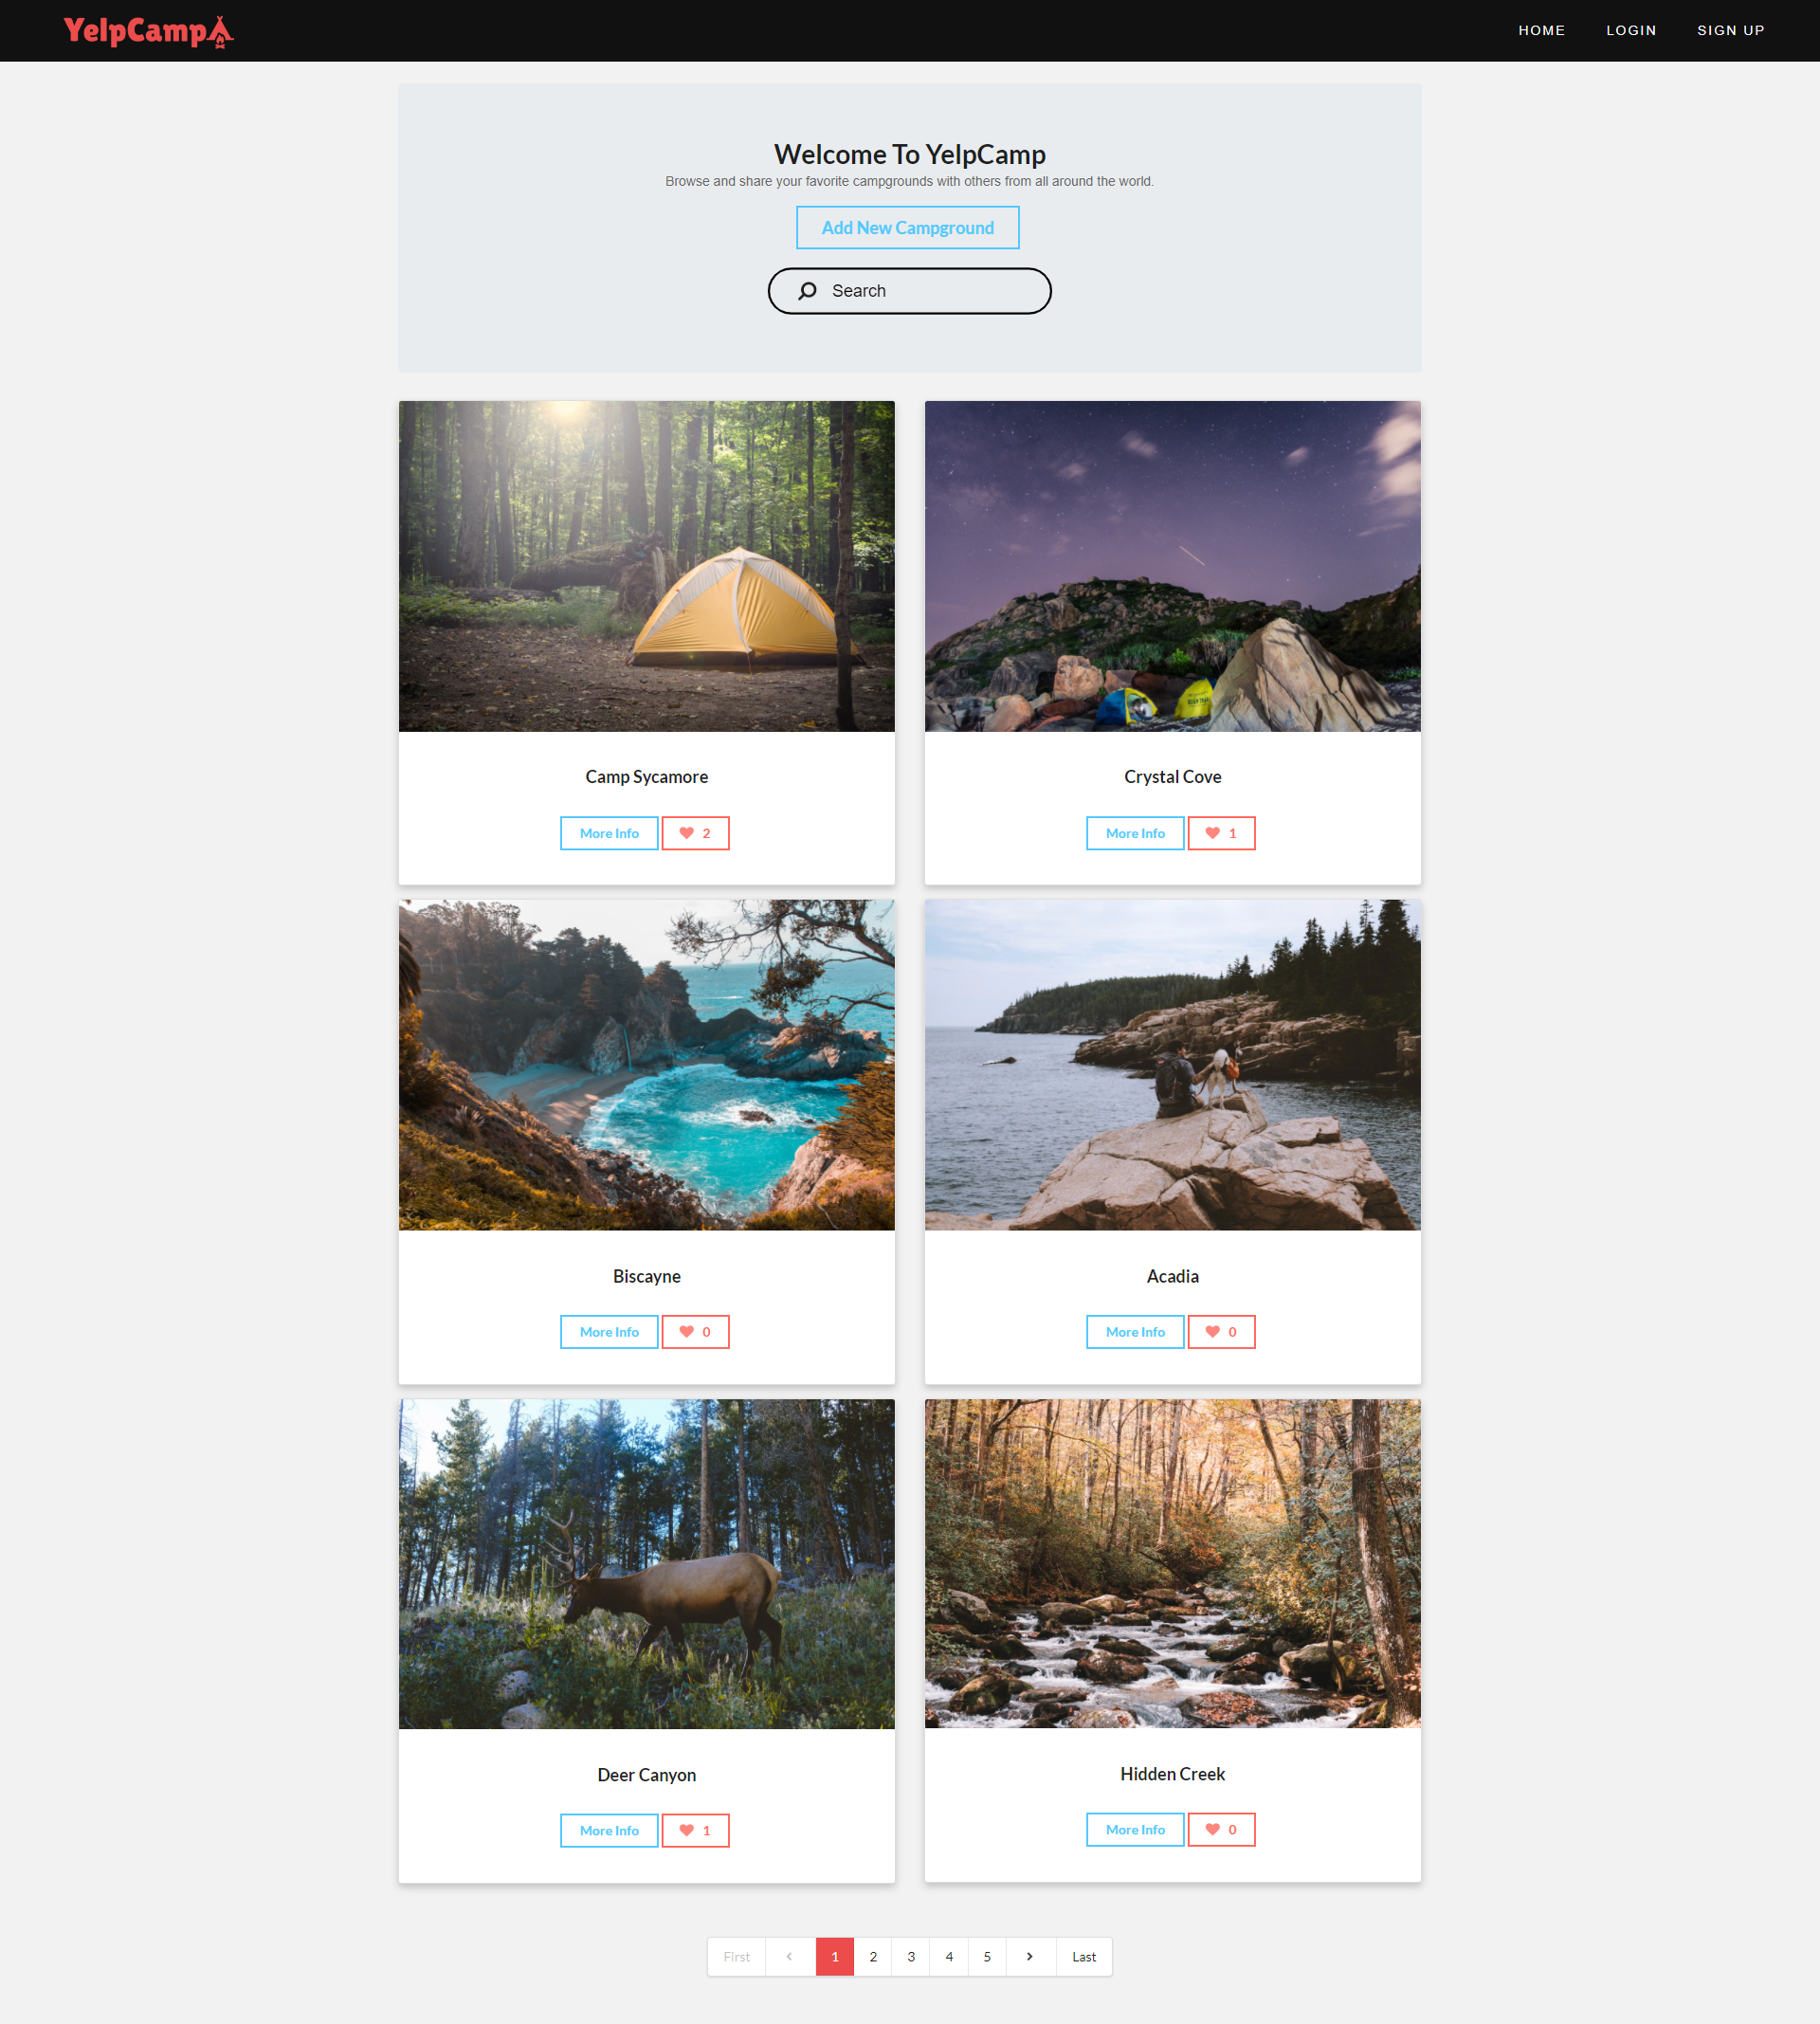 YelpCamp
HOME LOGIN SIGN UP
Welcome To YelpCamp
Browse and share your favorite campgrounds with others from all around the world.
Add New Campground
Search
Camp Sycamore
More Info 2
Crystal Cove
More Info 1
Biscayne
More Info 0
Acadia
More Info 0
Deer Canyon
More Info 1
Hidden Creek
More Info 0
First ‹ 1 2 3 4 5 › Last